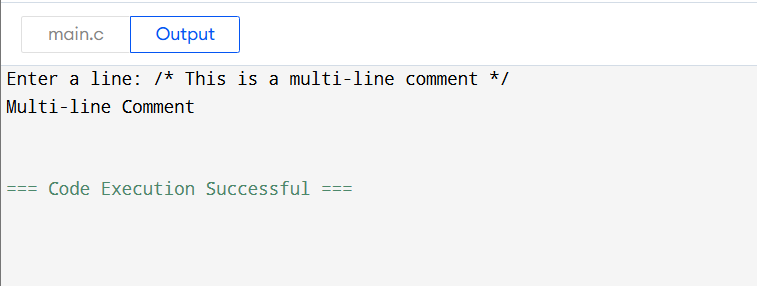 main.c Output
Enter a line: /* This is a multi-line comment */
Multi-line Comment
=== Code Execution Successful ===